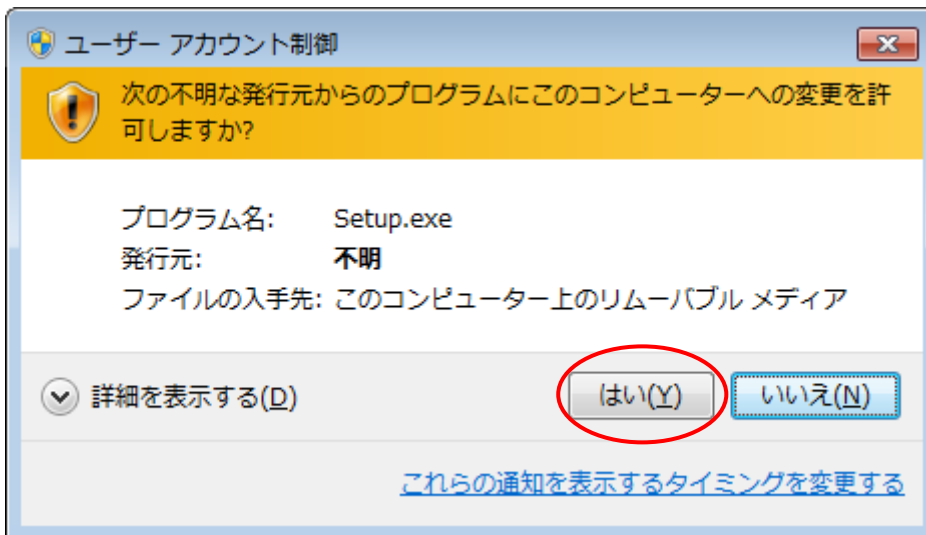 ユーザー アカウント制御
次の不明な発行元からのプログラムにこのコンピューターへの変更を許
可しますか?
プログラム名: Setup.exe
発行元: 不明
ファイルの入手先: このコンピューター上のリムーバブル メディア
詳細を表示する(D) はい(Y) いいえ(N)
これらの通知を表示するタイミングを変更する